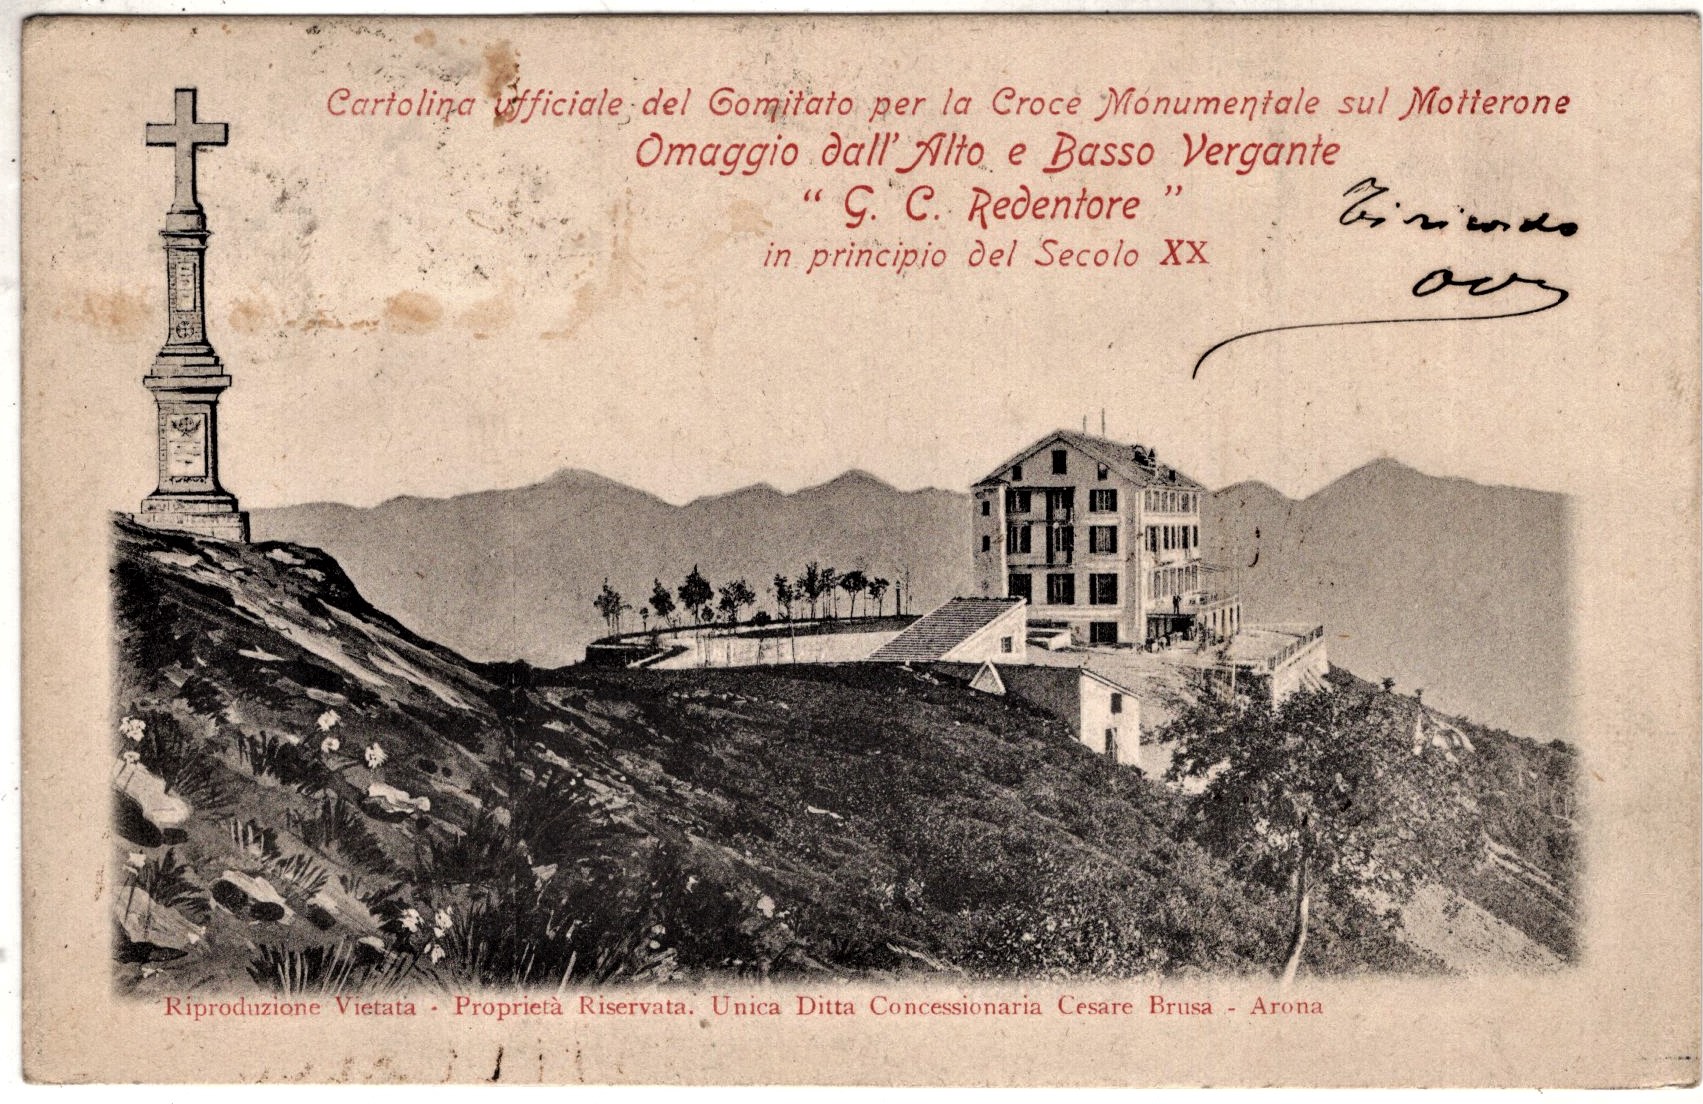 Cartolina ufficiale del Comitato per la Croce Monumentale sul Motterone
Omaggio dall' Alto e Basso Vergante
“ G. C. Redentore ”
in principio del Secolo XX
Ti ricordo
Riproduzione Vietata - Proprietà Riservata. Unica Ditta Concessionaria Cesare Brusa - Arona